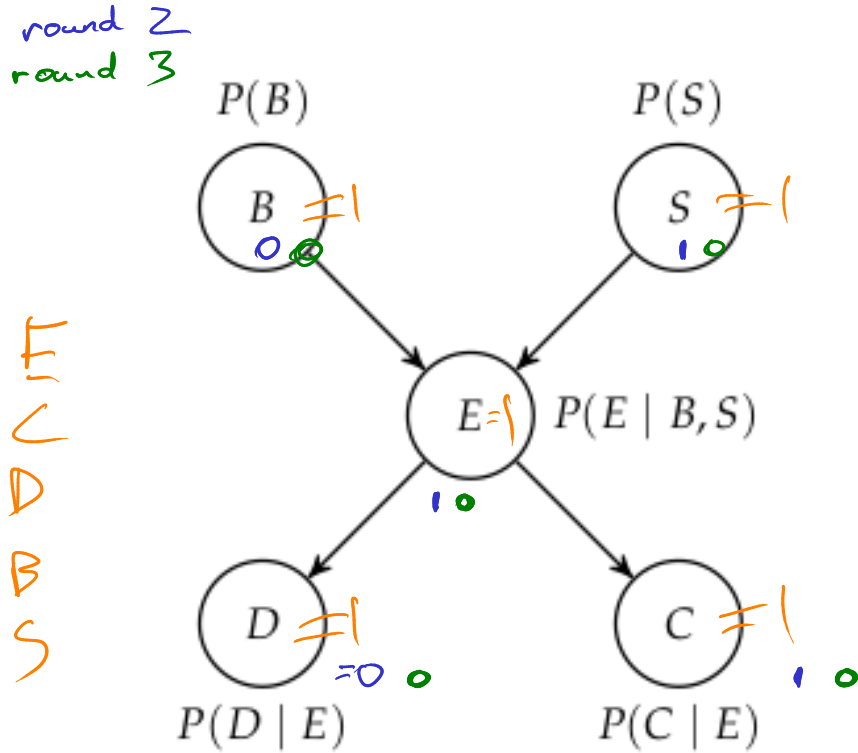 round 2
round 3
P(B)
P(S)
B =1
S =1
0 0
1 0
E
C
D
B
S
E=1
P(E | B, S)
1 0
D =1
C =1
=0 0
1 0
P(D | E)
P(C | E)